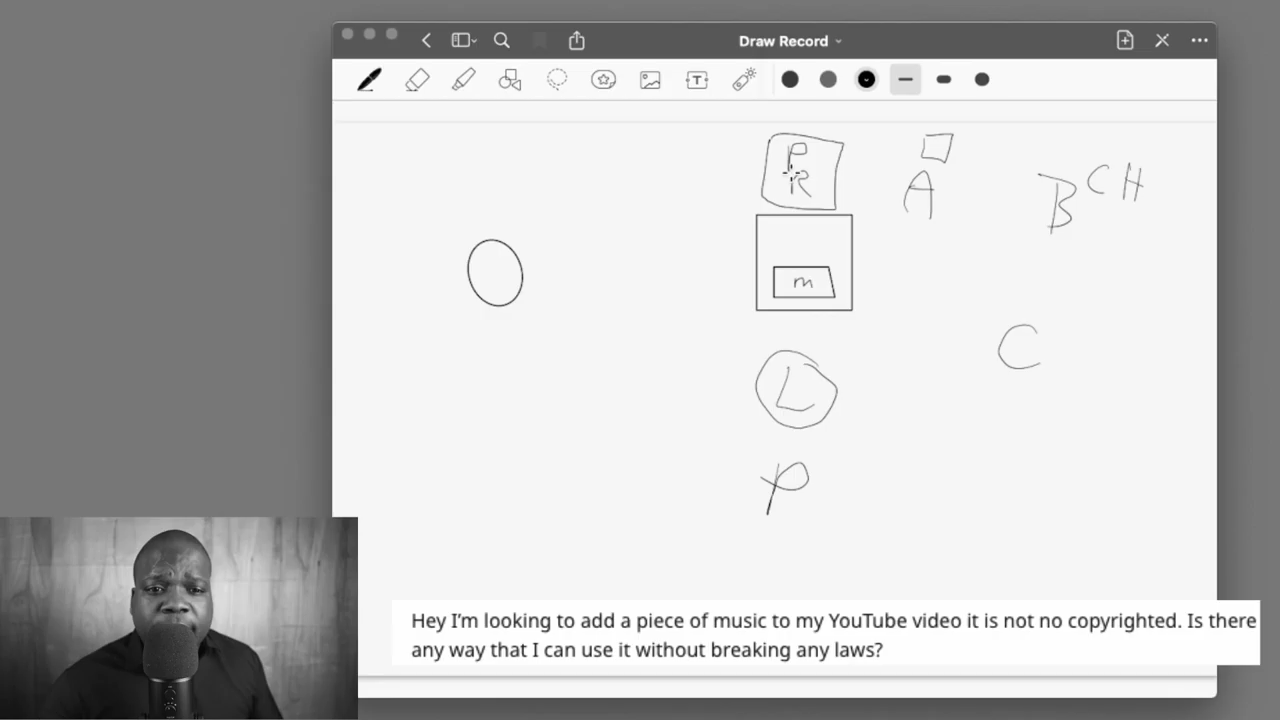 Draw Record
T
P
R
A
B CH
m
C
L
P
Hey I'm looking to add a piece of music to my YouTube video it is not no copyrighted. Is there
any way that I can use it without breaking any laws?